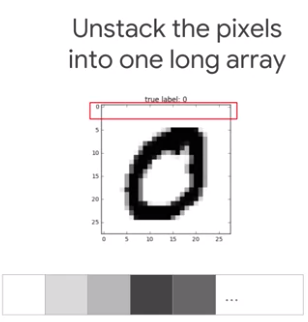 Unstack the pixels
into one long array
true label: 0
0
5
10
15
20
25
0 5 10 15 20 25
...